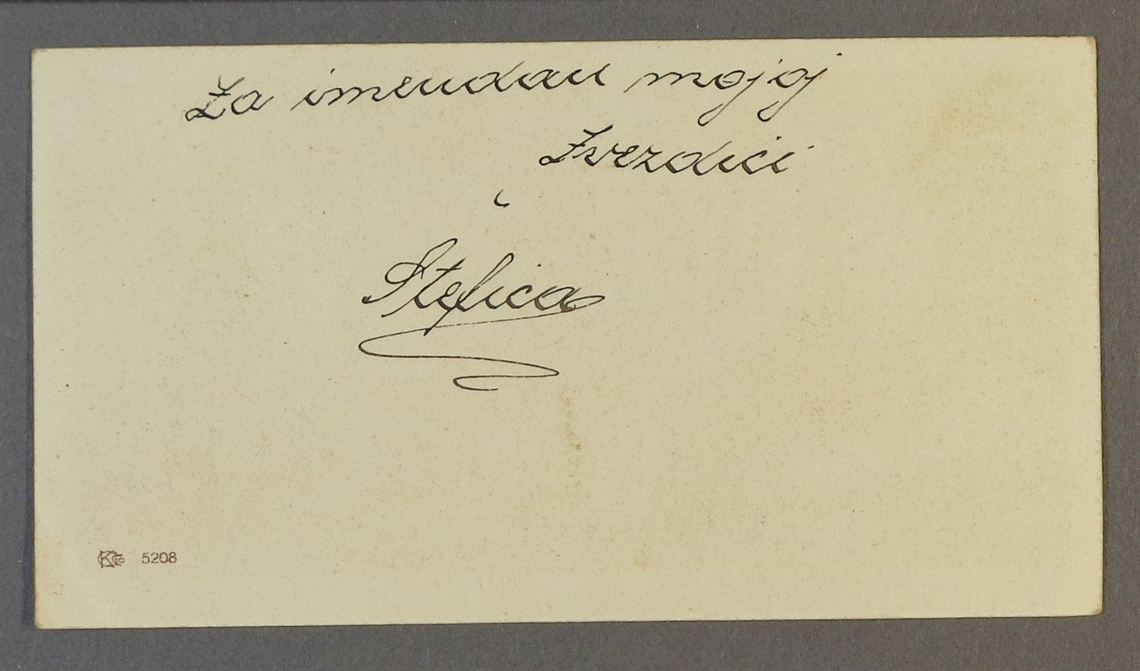 Za imendan mojoj
Zvezdici
Štefica
5208